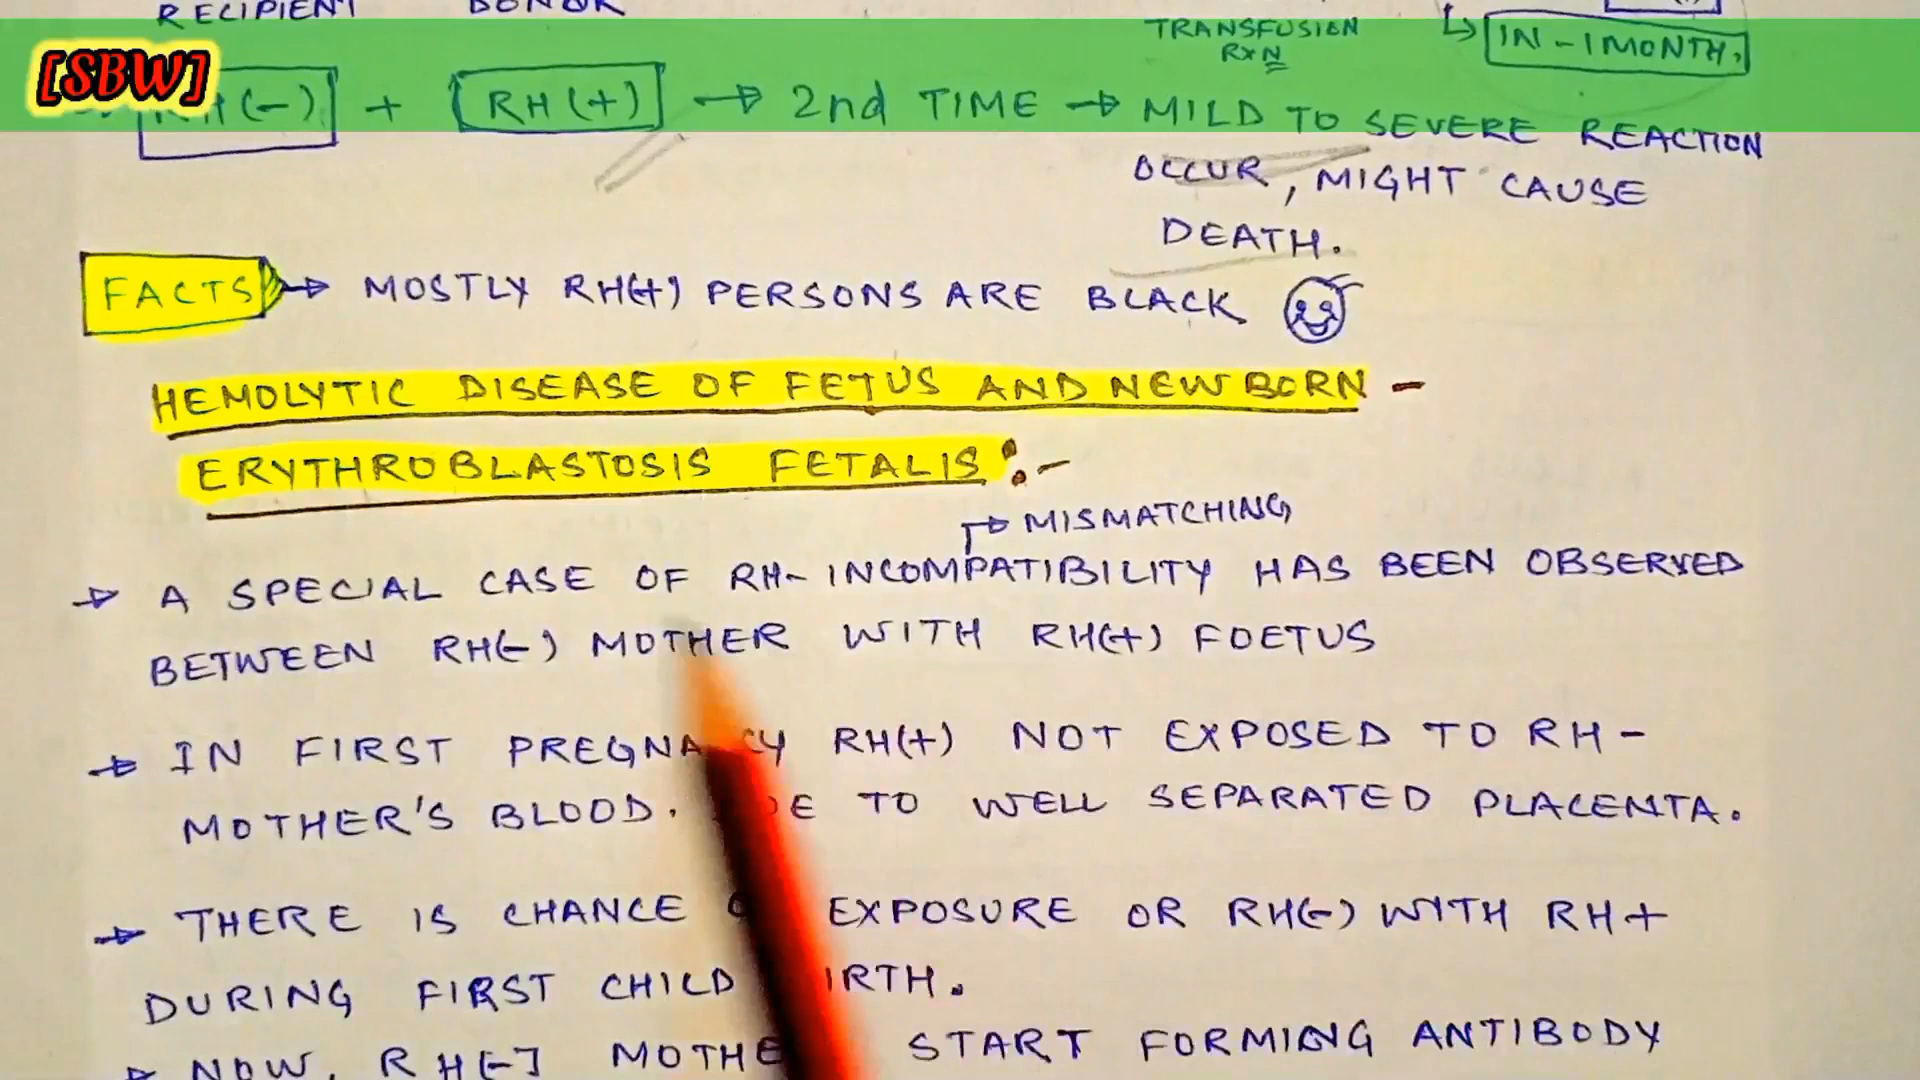 RECIPIENT DONOR
TRANSFUSION
RXN
IN-1 MONTH.
[SBW]
RH(-) + RH(+) → 2nd TIME → MILD TO SEVERE REACTION
OCCUR, MIGHT CAUSE
DEATH.
FACTS → MOSTLY RH(+) PERSONS ARE BLACK
HEMOLYTIC DISEASE OF FETUS AND NEW BORN -
ERYTHROBLASTOSIS FETALIS :-
→ MISMATCHING
→ A SPECIAL CASE OF RH-INCOMPATIBILITY HAS BEEN OBSERVED
BETWEEN RH(-) MOTHER WITH RH(+) FOETUS
→ IN FIRST PREGNA CY RH(+) NOT EXPOSED TO RH-
MOTHER'S BLOOD. E TO WELL SEPARATED PLACENTA.
→ THERE IS CHANCE EXPOSURE OR RH(-) WITH RH+
DURING FIRST CHILD IRTH.
→ NOW, RH(-] MOTHE START FORMING ANTIBODY